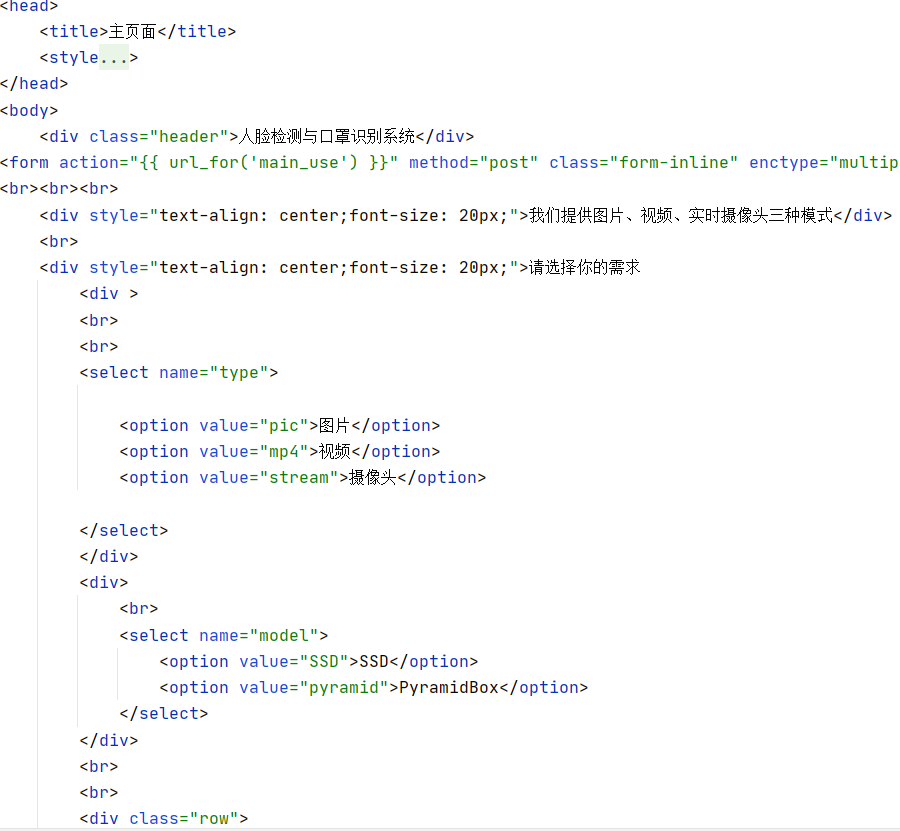 <head>
    <title>主页面</title>
    <style...>
</head>
<body>
    <div class="header">人脸检测与口罩识别系统</div>
<form action="{{ url_for('main_use') }}" method="post" class="form-inline" enctype="multip
<br><br><br>
    <div style="text-align: center;font-size: 20px;">我们提供图片、视频、实时摄像头三种模式</div>
    <br>
    <div style="text-align: center;font-size: 20px;">请选择你的需求
        <div >
        <br>
        <br>
        <select name="type">
            <option value="pic">图片</option>
            <option value="mp4">视频</option>
            <option value="stream">摄像头</option>
        </select>
        </div>
        <div>
            <br>
            <select name="model">
                <option value="SSD">SSD</option>
                <option value="pyramid">PyramidBox</option>
            </select>
        </div>
        <br>
        <br>
        <div class="row">